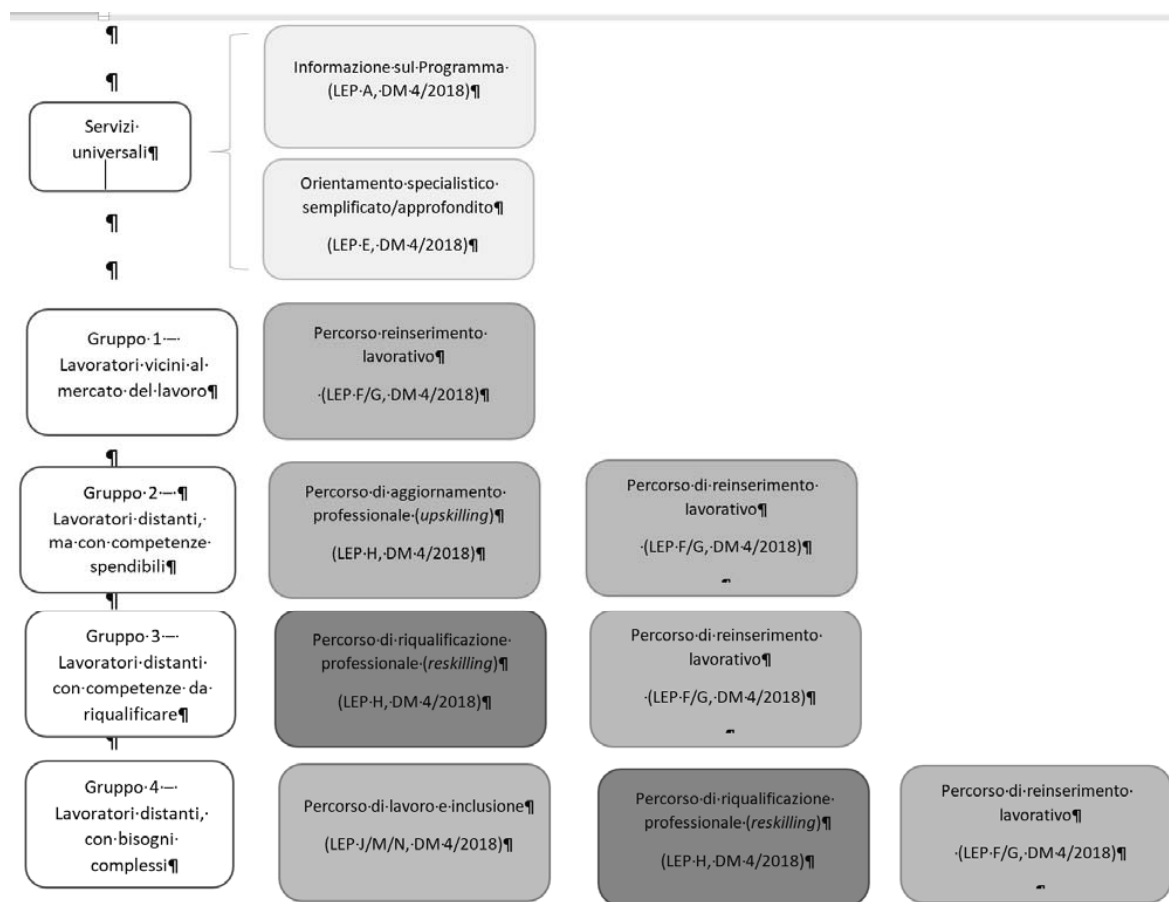 ¶
¶
Servizi·
universali¶
¶
¶
Informazione·sul·Programma·
(LEP·A,·DM·4/2018)¶
Orientamento·specialistico·
semplificato/approfondito¶
(LEP·E,·DM·4/2018)¶
Gruppo·1·–·
Lavoratori·vicini·al·
mercato·del·lavoro¶
Percorso·reinserimento·
lavorativo¶
·(LEP·F/G,·DM·4/2018)¶
¶
Gruppo·2·–·¶
Lavoratori·distanti,·
ma·con·competenze·
spendibili¶
Percorso·di·aggiornamento·
professionale·(upskilling)¶
(LEP·H,·DM·4/2018)¶
Percorso·di·reinserimento·
lavorativo¶
·(LEP·F/G,·DM·4/2018)¶
¶
¶
Gruppo·3·–·
Lavoratori·distanti·
con·competenze·da·
riqualificare¶
Percorso·di·riqualificazione·
professionale·(reskilling)¶
(LEP·H,·DM·4/2018)¶
Percorso·di·reinserimento·
lavorativo¶
·(LEP·F/G,·DM·4/2018)¶
¶
¶
Gruppo·4·–·
Lavoratori·distanti,·
con·bisogni·
complessi¶
Percorso·di·lavoro·e·inclusione¶
(LEP·J/M/N,·DM·4/2018)¶
Percorso·di·riqualificazione·
professionale·(reskilling)¶
(LEP·H,·DM·4/2018)¶
Percorso·di·reinserimento·
lavorativo¶
·(LEP·F/G,·DM·4/2018)¶
¶